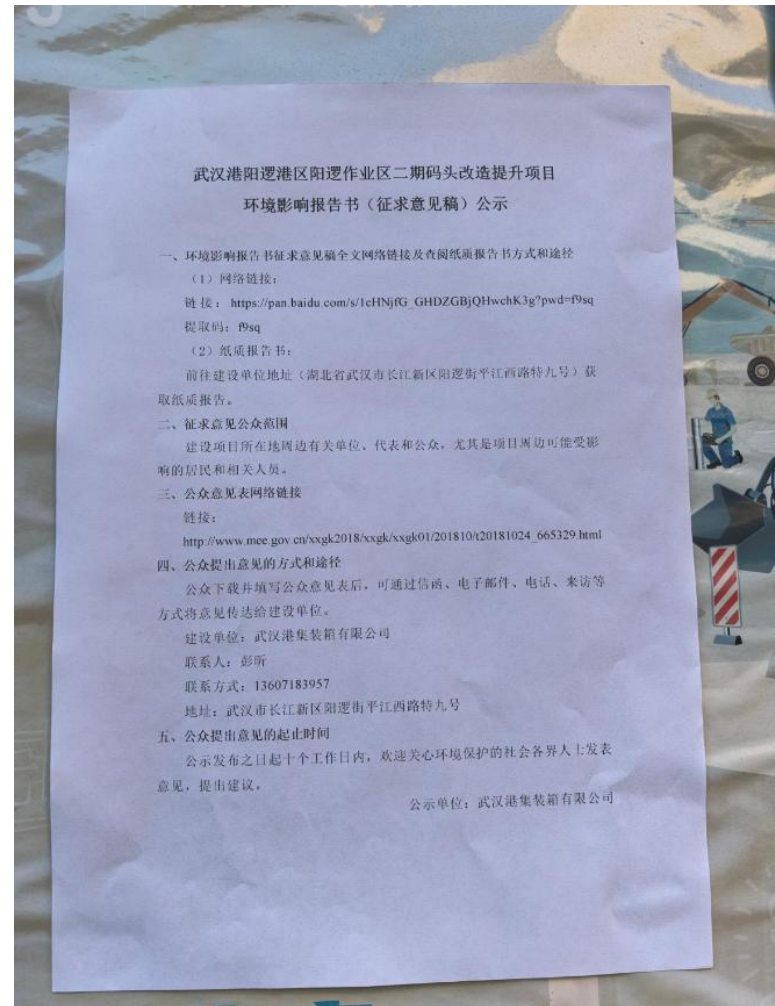 武汉港阳逻港区阳逻作业区二期码头改造提升项目
环境影响报告书（征求意见稿）公示
一、环境影响报告书征求意见稿全文网络链接及查阅纸质报告书方式和途径
（1）网络链接：
链接：https://pan.baidu.com/s/1cHNjfG_GHDZGBjQHwchK3g?pwd=f9sq
提取码：f9sq
（2）纸质报告书：
前往建设单位地址（湖北省武汉市长江新区阳逻街平江西路特九号）获
取纸质报告。
二、征求意见公众范围
建设项目所在地周边有关单位、代表和公众，尤其是项目周边可能受影
响的居民和相关人员。
三、公众意见表网络链接
链接：
http://www.mee.gov.cn/xxgk2018/xxgk/xxgk01/201810/t20181024_665329.html
四、公众提出意见的方式和途径
公众下载并填写公众意见表后，可通过信函、电子邮件、电话、来访等
方式将意见传达给建设单位。
建设单位：武汉港集装箱有限公司
联系人：彭昕
联系方式：13607183957
地址：武汉市长江新区阳逻街平江西路特九号
五、公众提出意见的起止时间
公示发布之日起十个工作日内，欢迎关心环境保护的社会各界人士发表
意见，提出建议。
公示单位：武汉港集装箱有限公司